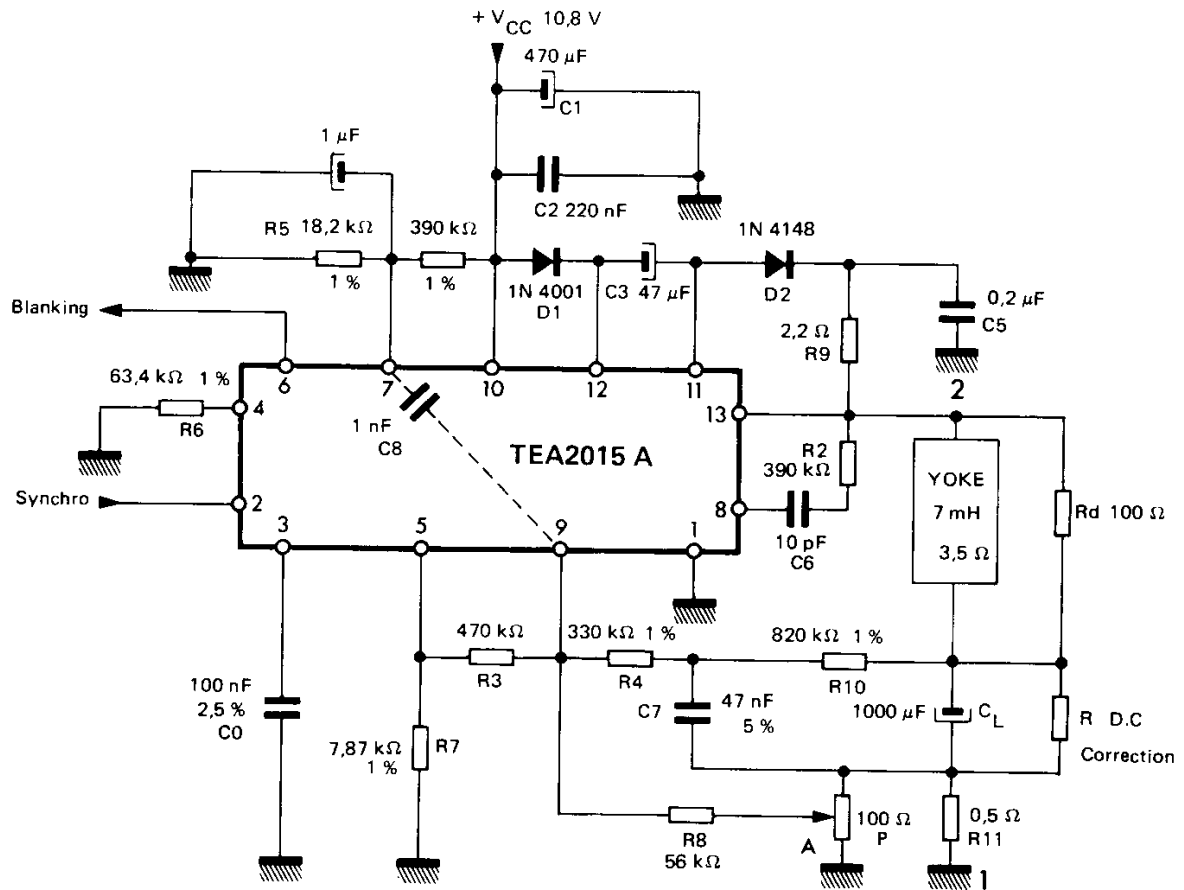 + VCC 10,8 V
470 µF
C1
1 µF
C2 220 nF
R5 18,2 kΩ
1 %
390 kΩ
1 %
1N 4001
D1
C3 47 µF
1N 4148
D2
0,2 µF
C5
2
2,2 Ω
R9
Blanking
6
7
10
12
11
63,4 kΩ 1 %
R6
4
13
1 nF
C8
TEA2015 A
R2
390 kΩ
YOKE
7 mH
3,5 Ω
Rd 100 Ω
Synchro
2
8
10 pF
C6
3
5
9
1
470 kΩ
R3
330 kΩ 1 %
R4
820 kΩ 1 %
R10
100 nF
2,5 %
C0
C7
47 nF
5 %
1000 µF
CL
R D.C
Correction
7,87 kΩ
1 %
R7
R8
56 kΩ
A
100 Ω
P
0,5 Ω
R11
1